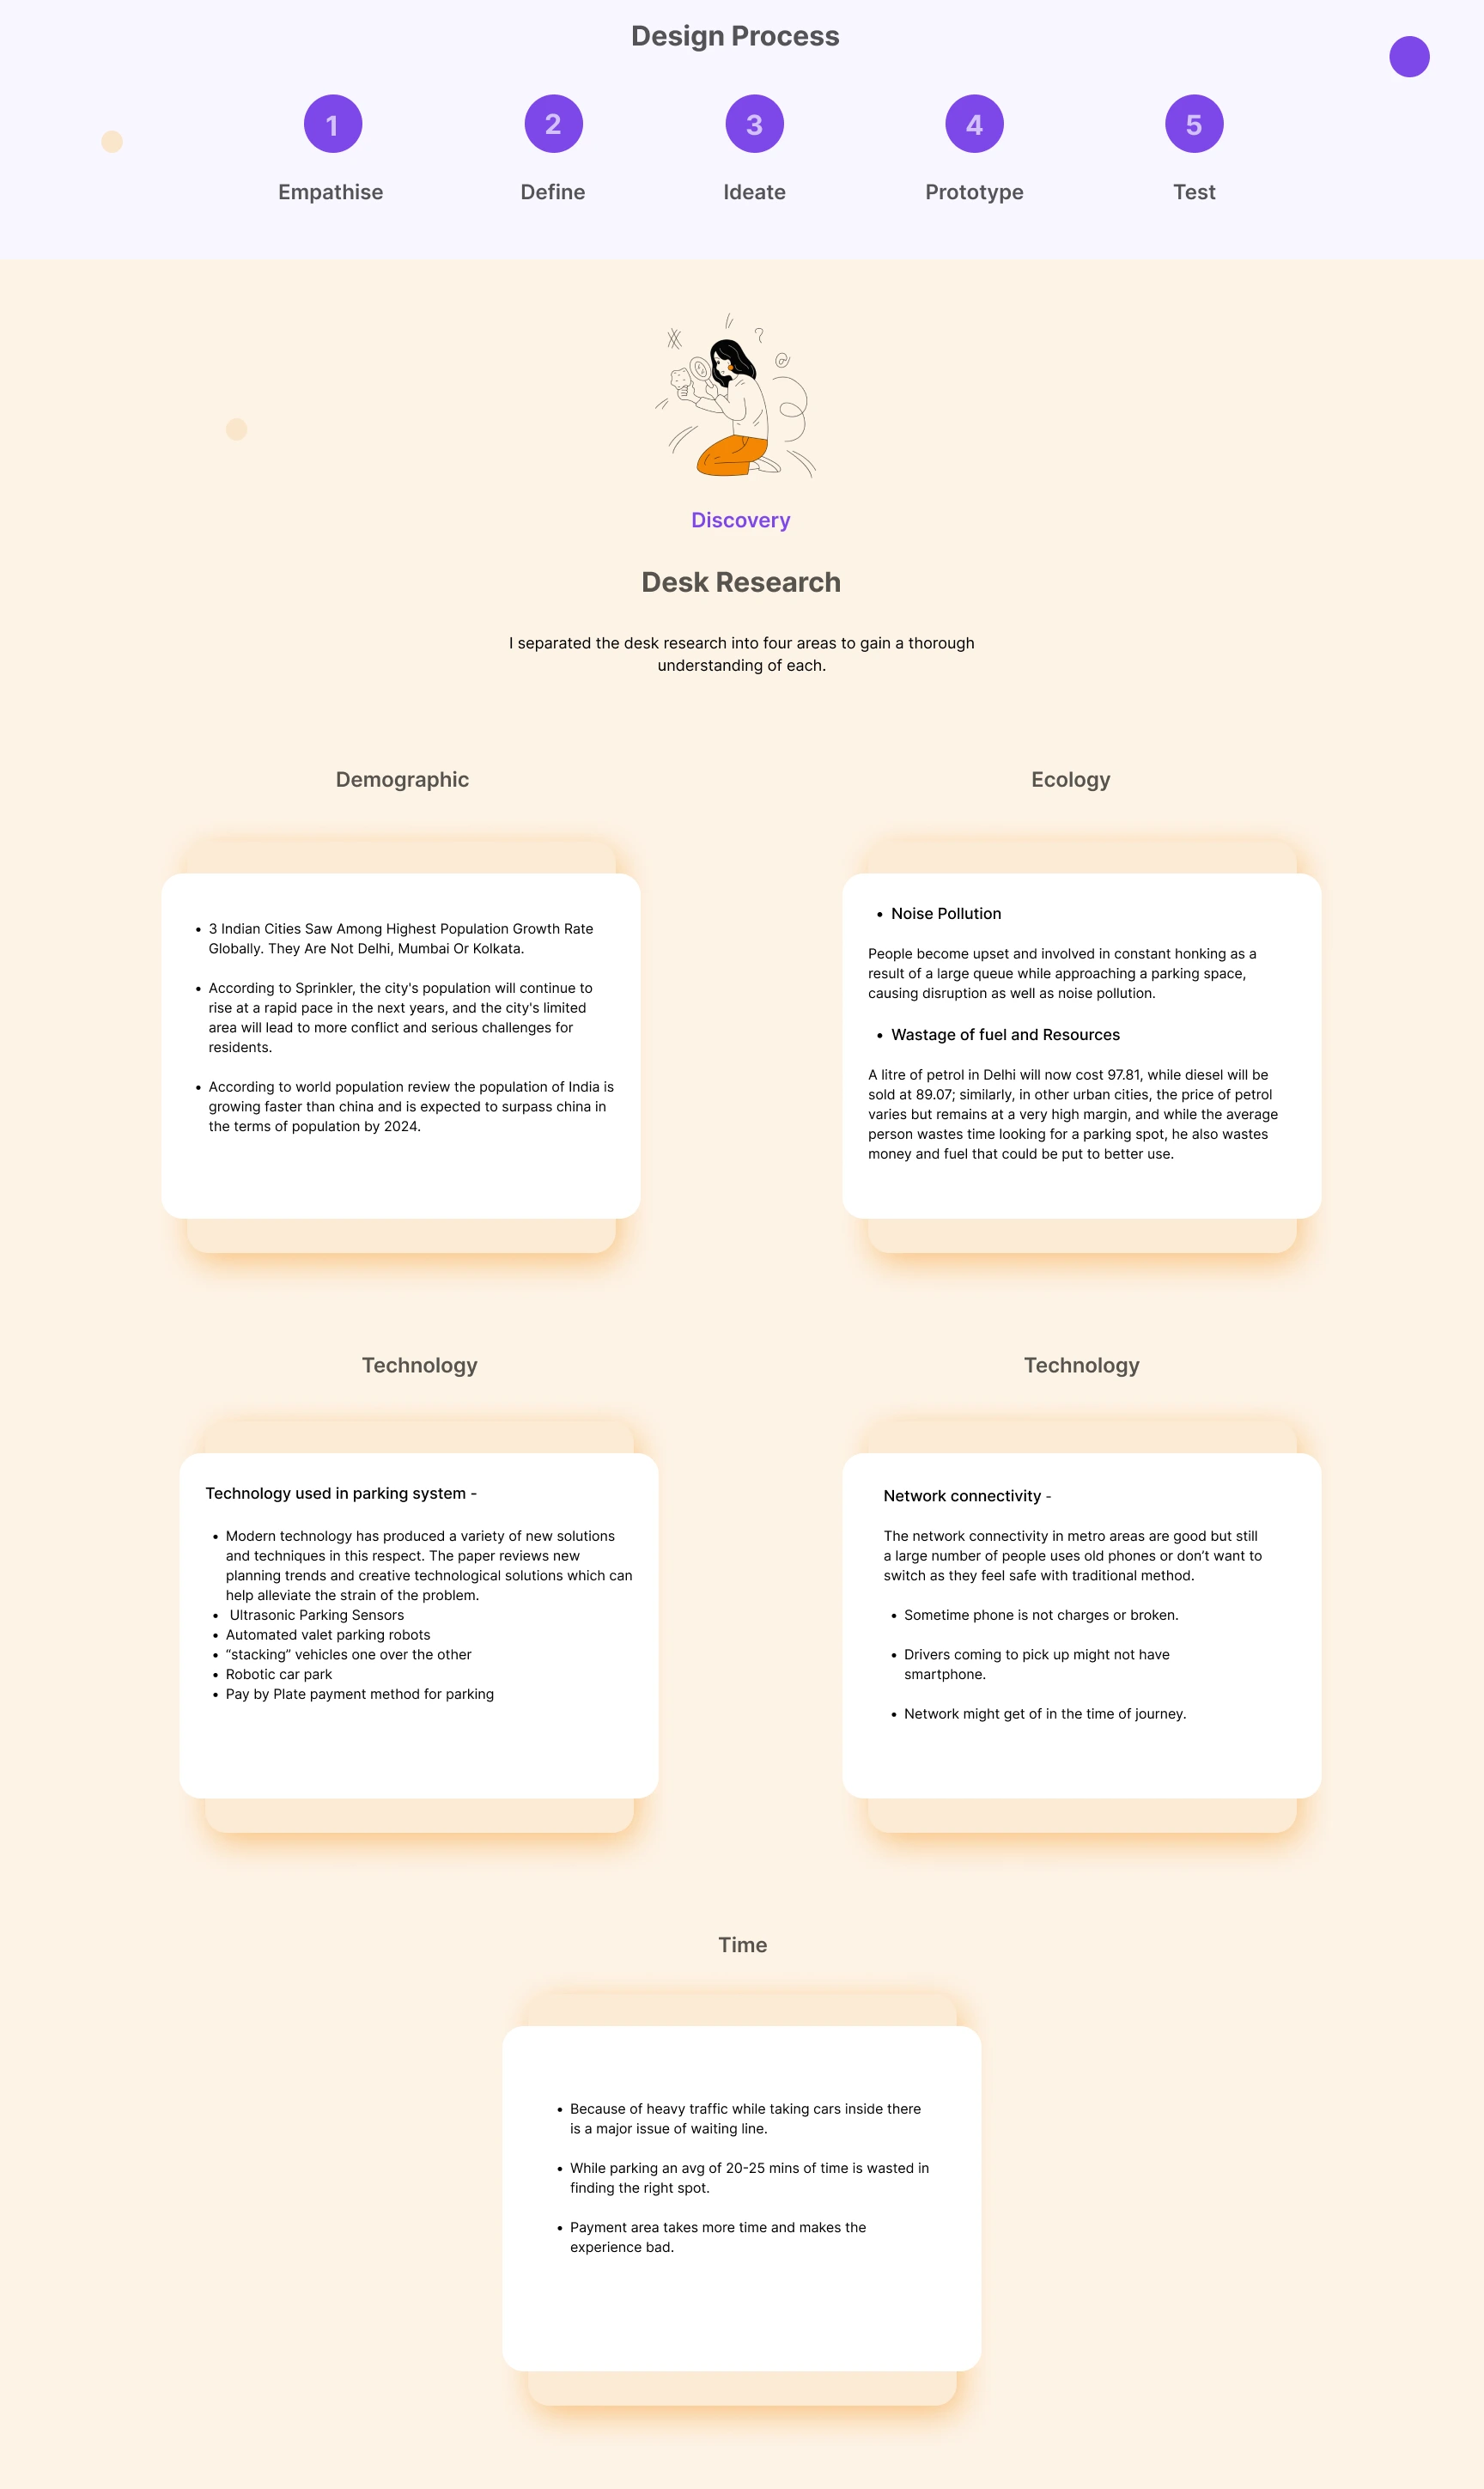 Design Process
1
2
3
4
5
Empathise
Define
Ideate
Prototype
Test
?
@
Discovery
Desk Research
I separated the desk research into four areas to gain a thorough
understanding of each.
Demographic
• 3 Indian Cities Saw Among Highest Population Growth Rate
Globally. They Are Not Delhi, Mumbai Or Kolkata.
• According to Sprinkler, the city's population will continue to
rise at a rapid pace in the next years, and the city's limited
area will lead to more conflict and serious challenges for
residents.
• According to world population review the population of India is
growing faster than china and is expected to surpass china in
the terms of population by 2024.
Ecology
• Noise Pollution
People become upset and involved in constant honking as a
result of a large queue while approaching a parking space,
causing disruption as well as noise pollution.
• Wastage of fuel and Resources
A litre of petrol in Delhi will now cost 97.81, while diesel will be
sold at 89.07; similarly, in other urban cities, the price of petrol
varies but remains at a very high margin, and while the average
person wastes time looking for a parking spot, he also wastes
money and fuel that could be put to better use.
Technology
Technology used in parking system -
• Modern technology has produced a variety of new solutions
and techniques in this respect. The paper reviews new
planning trends and creative technological solutions which can
help alleviate the strain of the problem.
• Ultrasonic Parking Sensors
• Automated valet parking robots
• “stacking” vehicles one over the other
• Robotic car park
• Pay by Plate payment method for parking
Technology
Network connectivity -
The network connectivity in metro areas are good but still
a large number of people uses old phones or don’t want to
switch as they feel safe with traditional method.
• Sometime phone is not charges or broken.
• Drivers coming to pick up might not have
smartphone.
• Network might get of in the time of journey.
Time
• Because of heavy traffic while taking cars inside there
is a major issue of waiting line.
• While parking an avg of 20-25 mins of time is wasted in
finding the right spot.
• Payment area takes more time and makes the
experience bad.